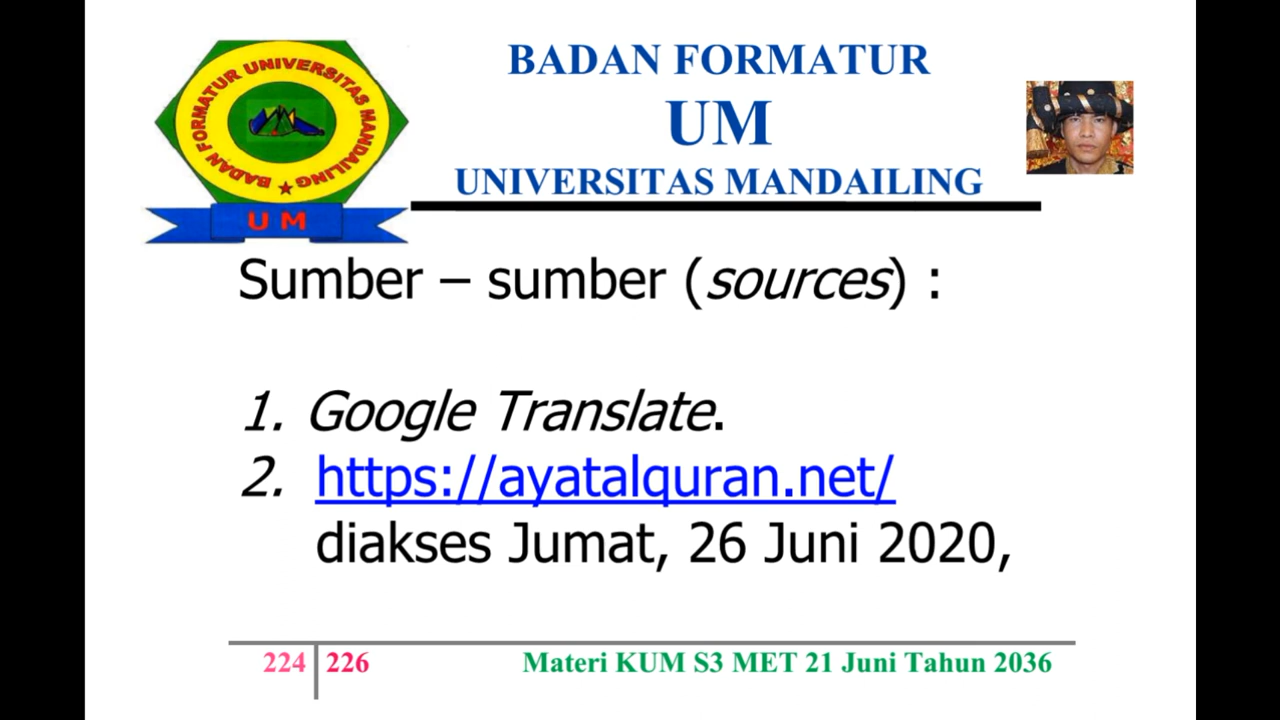 BADAN FORMATUR UNIVERSITAS MANDAILING
U M
BADAN FORMATUR
UM
UNIVERSITAS MANDAILING
Sumber – sumber (sources) :
1. Google Translate.
2. https://ayatalquran.net/
diakses Jumat, 26 Juni 2020,
224 226 Materi KUM S3 MET 21 Juni Tahun 2036